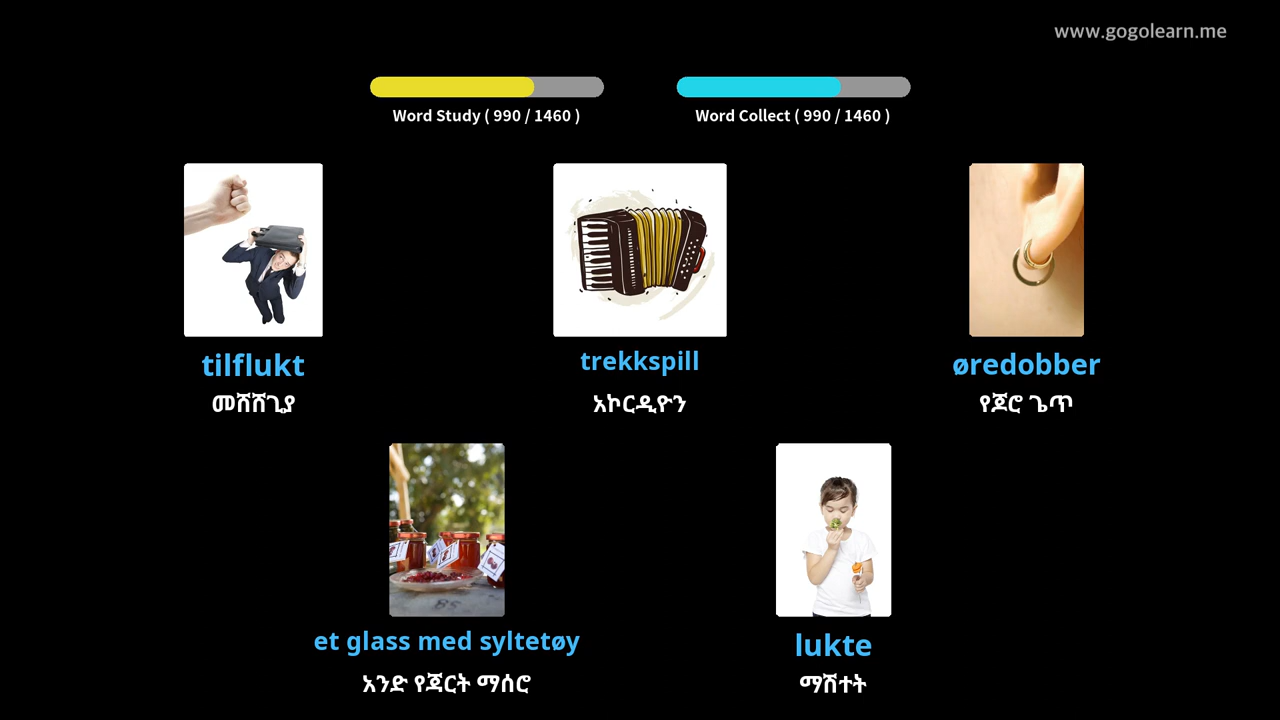 www.gogolearn.me
Word Study ( 990 / 1460 )
Word Collect ( 990 / 1460 )
tilflukt
መሸሸጊያ
trekkspill
አኮርዲዮን
øredobber
የጆሮ ጌጥ
et glass med syltetøy
አንድ የጃርት ማሰሮ
lukte
ማሽተት